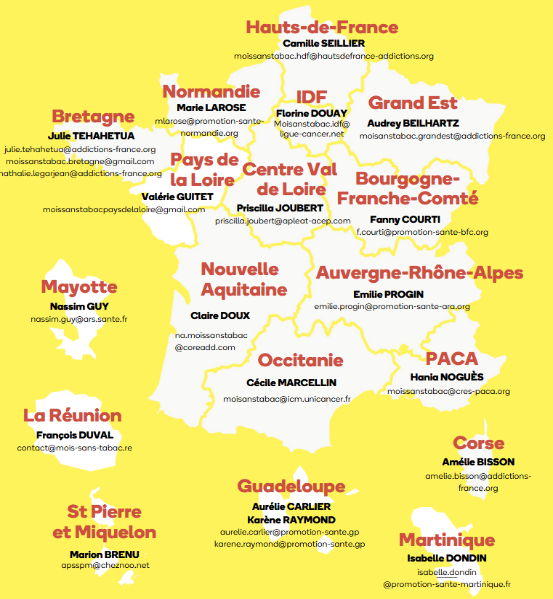 Hauts-de-France
Camille SEILLIER
moissanstabac.hdf@hautsdefrance-addictions.org
Normandie
Marie LAROSE
mlarose@promotion-sante-
normandie.org
IDF
Florine DOUAY
Moisanstabac.idf@
ligue-cancer.net
Grand Est
Audrey BEILHARTZ
moisanstabac.grandest@addictions-france.org
Bretagne
Julie TEHAHETUA
julie.tehahetua@addictions-france.org
moissanstabac.bretagne@gmail.com
nathalie.legarjean@addictions-france.org
Pays de
la Loire
Valérie GUITET
moissanstabacpaysdelaloire@gmail.com
Centre Val
de Loire
Priscilla JOUBERT
priscilla.joubert@apleat-acep.com
Bourgogne-
Franche-Comté
Fanny COURTI
f.courti@promotion-sante-bfc.org
Mayotte
Nassim GUY
nassim.guy@ars.sante.fr
Nouvelle
Aquitaine
Claire DOUX
na.moissanstabac
@coreadd.com
Auvergne-Rhône-Alpes
Emilie PROGIN
emilie.progin@promotion-sante-ara.org
Occitanie
Cécile MARCELLIN
moisanstabac@icm.unicancer.fr
PACA
Hania NOGUÈS
moissanstabac@cres-paca.org
La Réunion
François DUVAL
contact@mois-sans-tabac.re
Corse
Amélie BISSON
amelie.bisson@addictions-
france.org
Guadeloupe
Aurélie CARLIER
Karène RAYMOND
aurelie.carlier@promotion-sante.gp
karene.raymond@promotion-sante.gp
St Pierre
et Miquelon
Marion BRENU
apsspm@cheznoo.net
Martinique
Isabelle DONDIN
isabelle.dondin
@promotion-sante-martinique.fr